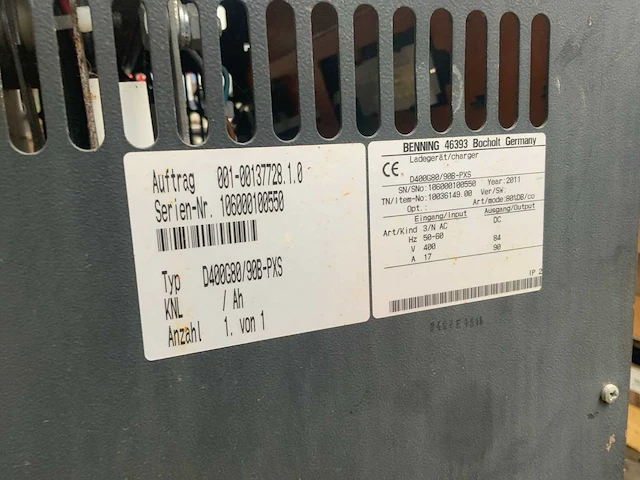 Auftrag 001-00137728.1.0
Serien-Nr. 106000100550
Typ D400G80/90B-PXS
KNL / Ah
Anzahl 1. von 1
BENNING 46393 Bocholt Germany
Ladegerät/charger
CE D400G80/90B-PXS
SN/SNo:106000100550 Year:2011
TN/Item-No:10036149.00 Ver/Sw:
Opt.: Art/mode:801DB/co
Eingang/Input Ausgang/Output
Art/Kind 3/N AC DC
Hz 50-60
V 400 84
A 17 90
IP 2